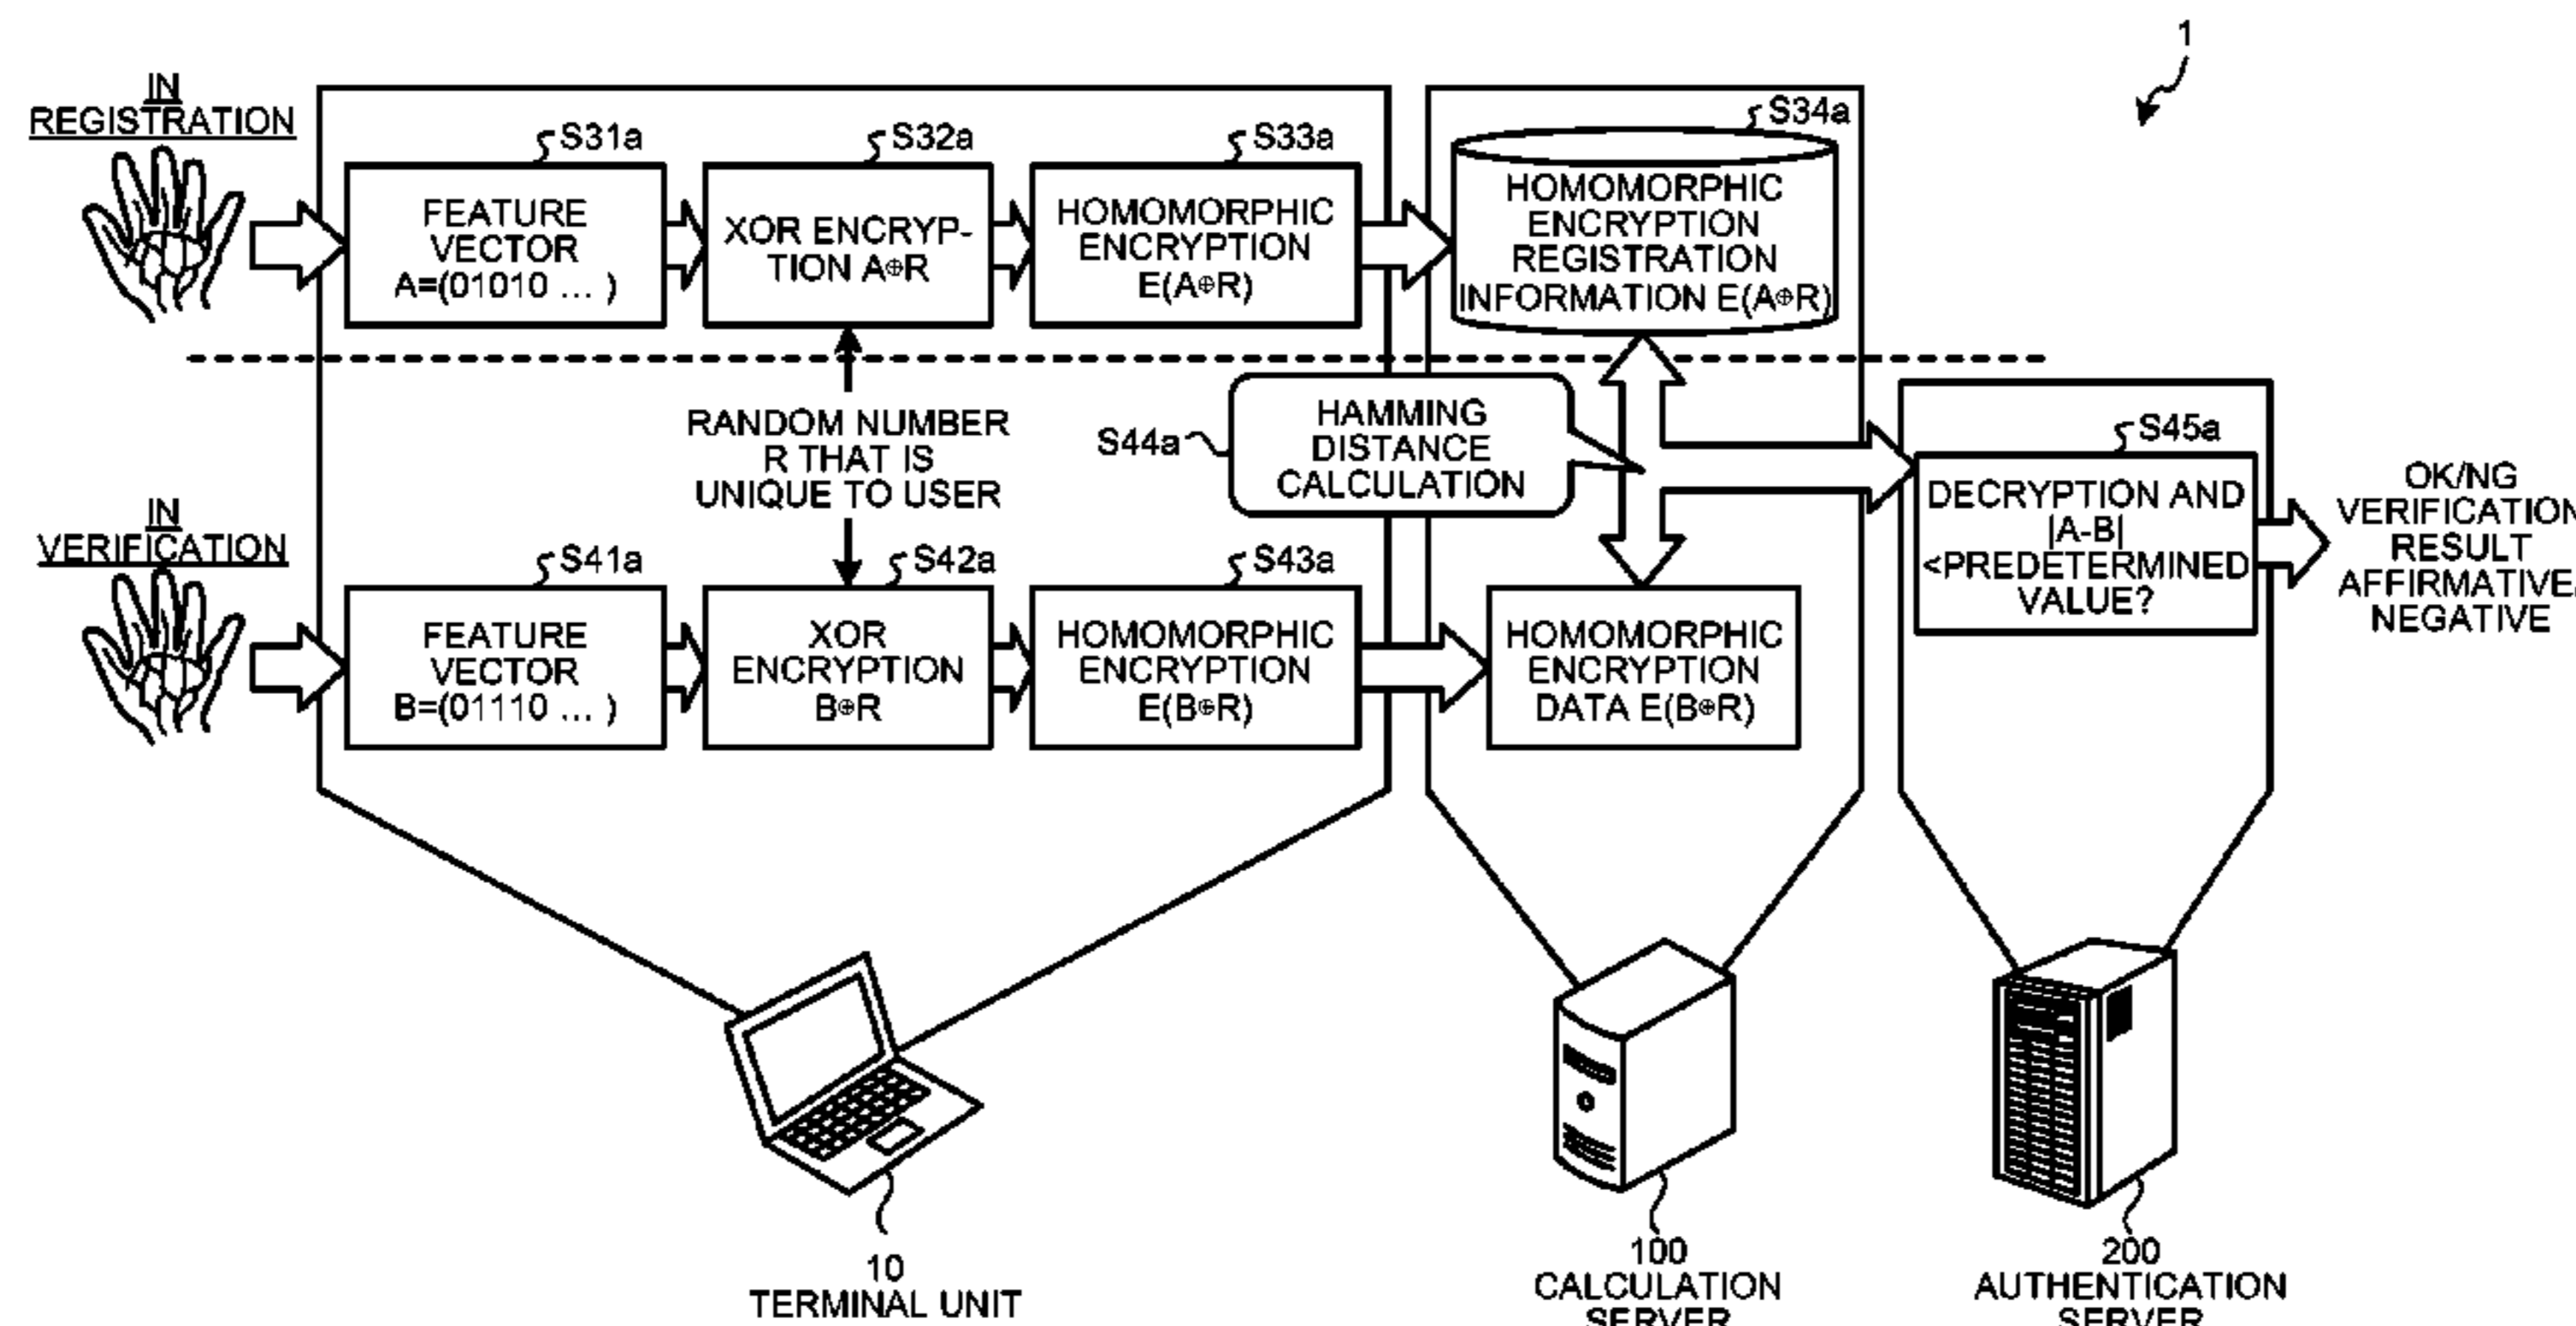 1
IN
REGISTRATION
S31a
FEATURE
VECTOR
A=(01010 ... )
S32a
XOR ENCRYP-
TION A⊕R
S33a
HOMOMORPHIC
ENCRYPTION
E(A⊕R)
S34a
HOMOMORPHIC
ENCRYPTION
REGISTRATION
INFORMATION E(A⊕R)
RANDOM NUMBER
R THAT IS
UNIQUE TO USER
S44a
HAMMING
DISTANCE
CALCULATION
S45a
DECRYPTION AND
|A-B|
<PREDETERMINED
VALUE?
OK/NG
VERIFICATION
RESULT
AFFIRMATIVE/
NEGATIVE
IN
VERIFICATION
S41a
FEATURE
VECTOR
B=(01110 ... )
S42a
XOR
ENCRYPTION
B⊕R
S43a
HOMOMORPHIC
ENCRYPTION
E(B⊕R)
HOMOMORPHIC
ENCRYPTION
DATA E(B⊕R)
10
TERMINAL UNIT
100
CALCULATION
SERVER
200
AUTHENTICATION
SERVER